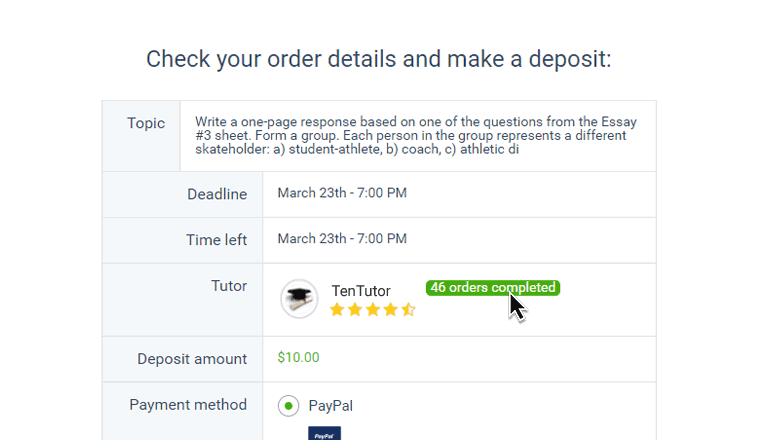 Check your order details and make a deposit:
Topic
Write a one-page response based on one of the questions from the Essay
#3 sheet. Form a group. Each person in the group represents a different
skateholder: a) student-athlete, b) coach, c) athletic di
Deadline
March 23th - 7:00 PM
Time left
March 23th - 7:00 PM
Tutor
TenTutor
46 orders completed
Deposit amount
$10.00
Payment method
PayPal
PayPal